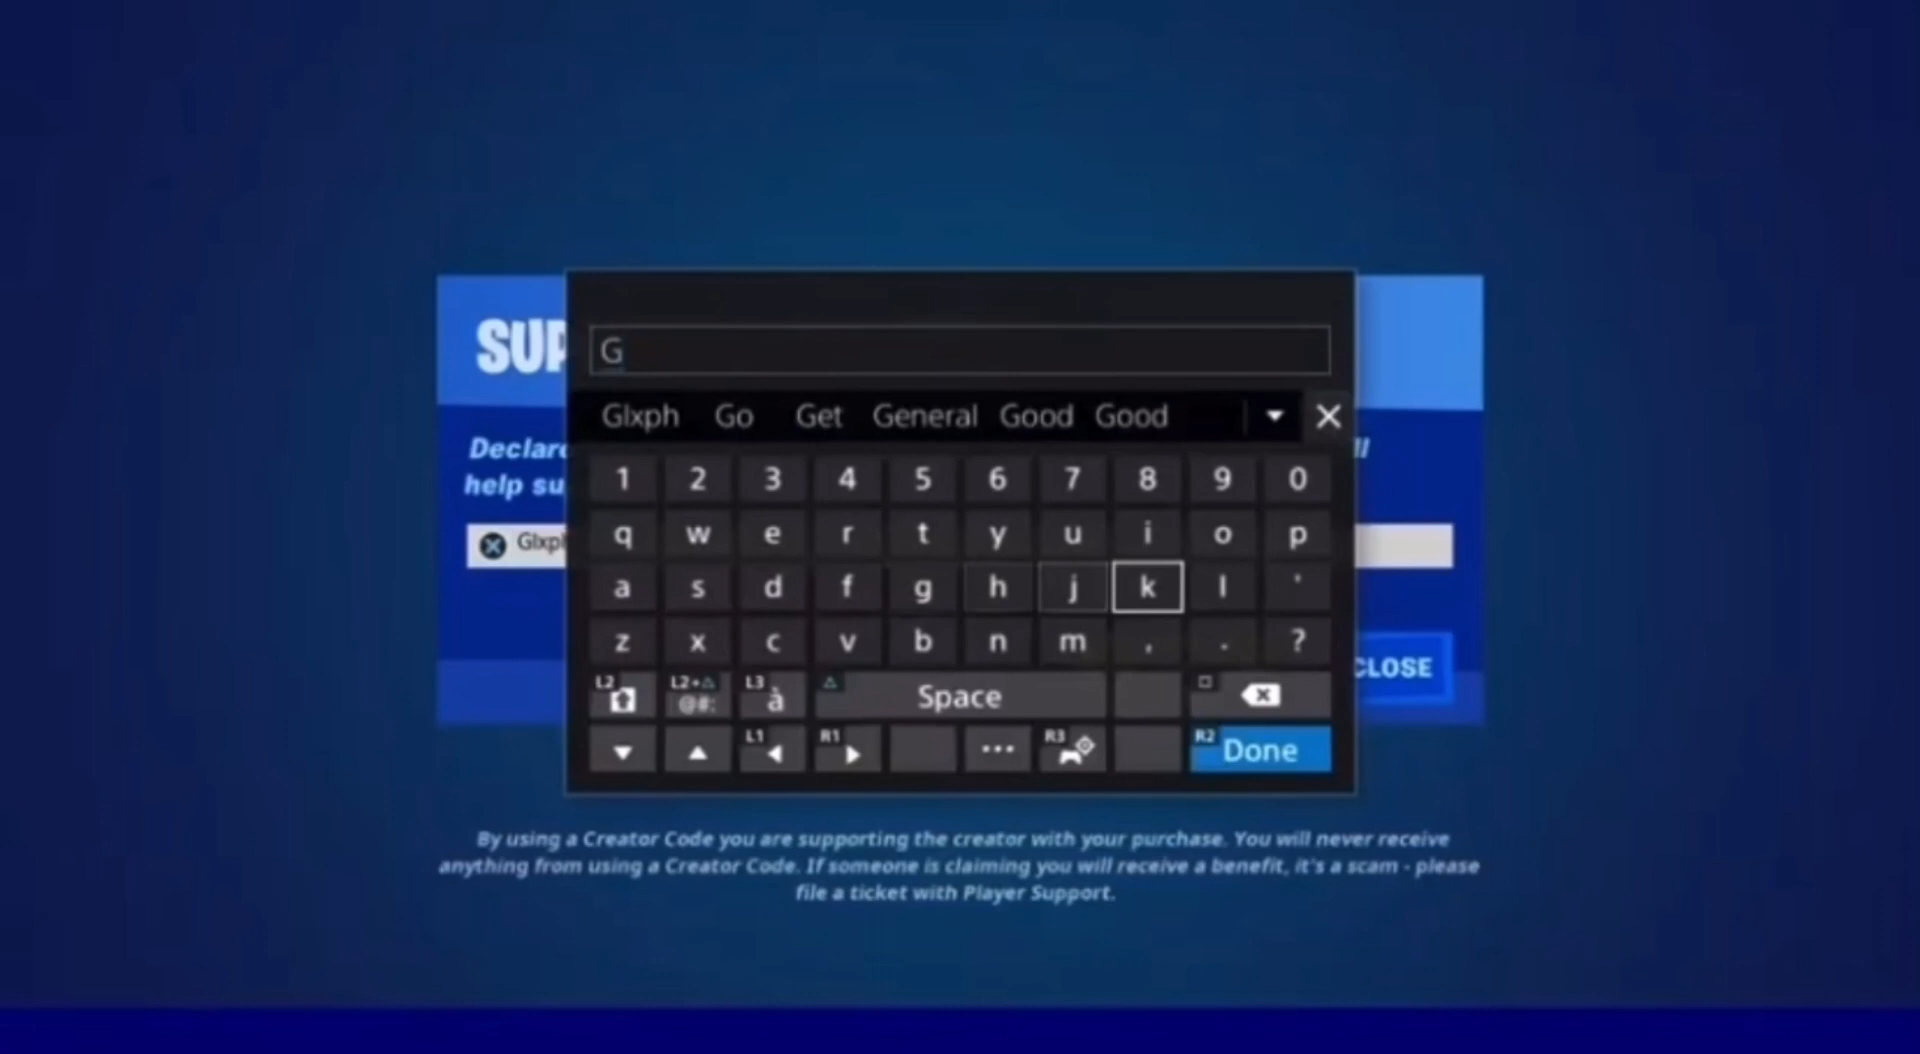 SUP
G
Glxph Go Get General Good Good
Declare
help su
ll
Glxph
1 2 3 4 5 6 7 8 9 0
q w e r t y u i o p
a s d f g h j k l '
z x c v b n m , . ?
L2 L2+△ @#: L3 à △ Space □
L1 R1 ... R3 R2 Done
CLOSE
By using a Creator Code you are supporting the creator with your purchase. You will never receive
anything from using a Creator Code. If someone is claiming you will receive a benefit, it's a scam - please
file a ticket with Player Support.